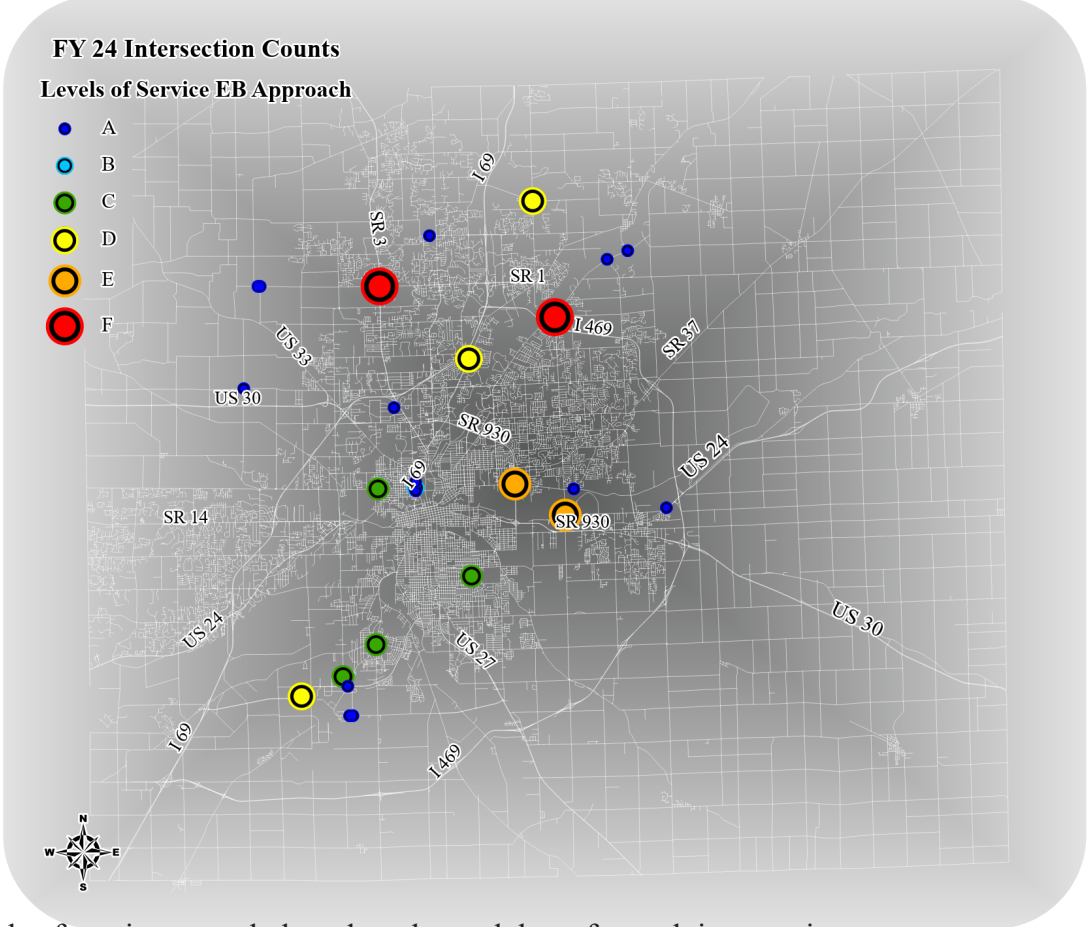 FY 24 Intersection Counts
Levels of Service EB Approach
A
B
C
D
E
F
I 69
SR 3
SR 1
I 469
US 33
SR 37
US 30
SR 930
US 24
I 69
SR 14
SR 930
US 24
US 30
US 27
I 69
I 469
N
W E
S